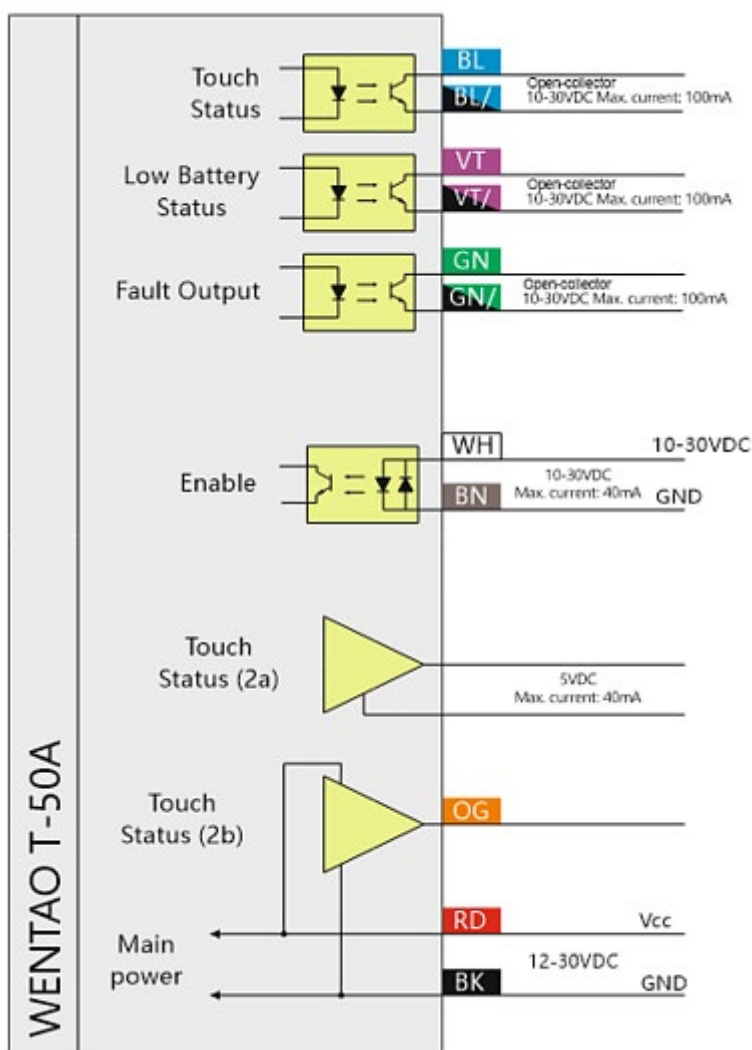 BL
Touch
Status
Open-collector
10-30VDC Max. current: 100mA
BL/
VT
Low Battery
Status
Open-collector
10-30VDC Max. current: 100mA
VT/
GN
Fault Output
Open-collector
10-30VDC Max. current: 100mA
GN/
WH
10-30VDC
Enable
10-30VDC
Max. current: 40mA
BN
GND
Touch
Status (2a)
5VDC
Max. current: 40mA
Touch
Status (2b)
OG
RD
Vcc
Main
power
12-30VDC
BK
GND
WENTAO T-50A